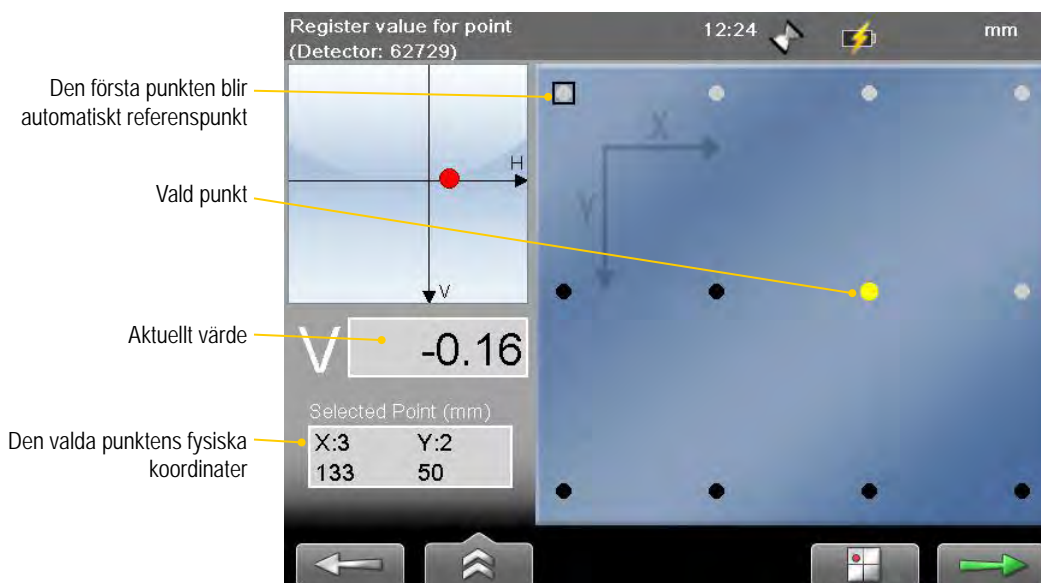 Register value for point
(Detector: 62729)
12:24
mm
Den första punkten blir
automatiskt referenspunkt
Vald punkt
Aktuellt värde
Den valda punktens fysiska
koordinater
H
V
V
-0.16
Selected Point (mm)
X:3 Y:2
133 50
X
Y